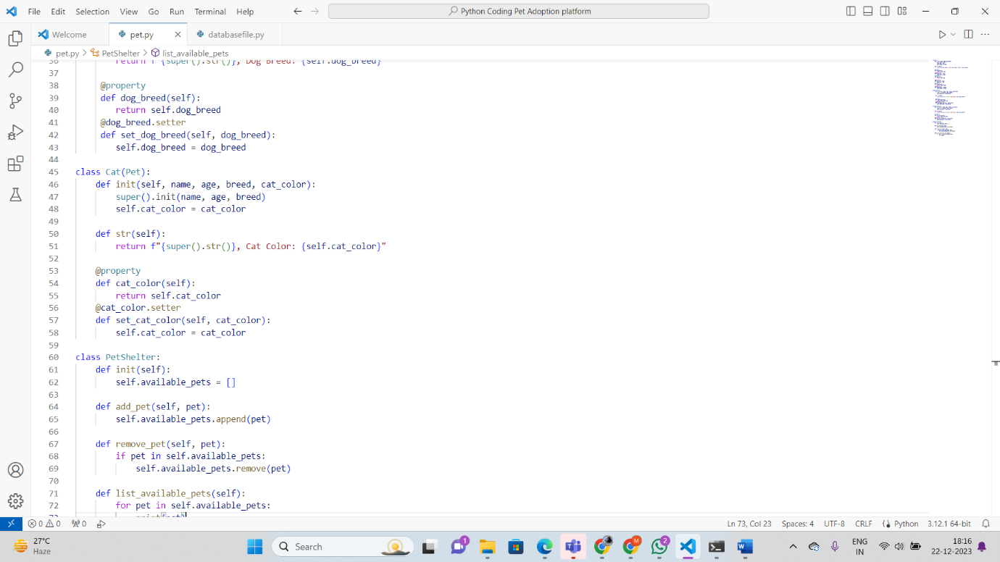 File Edit Selection View Go Run Terminal Help
Python Coding Pet Adoption platform
Welcome pet.py databasefile.py
pet.py > PetShelter > list_available_pets
36 return f"{super().str()}, Dog Breed: {self.dog_breed}"
37
38 @property
39 def dog_breed(self):
40 return self.dog_breed
41 @dog_breed.setter
42 def set_dog_breed(self, dog_breed):
43 self.dog_breed = dog_breed
44
45 class Cat(Pet):
46 def init(self, name, age, breed, cat_color):
47 super().init(name, age, breed)
48 self.cat_color = cat_color
49
50 def str(self):
51 return f"{super().str()}, Cat Color: {self.cat_color}"
52
53 @property
54 def cat_color(self):
55 return self.cat_color
56 @cat_color.setter
57 def set_cat_color(self, cat_color):
58 self.cat_color = cat_color
59
60 class PetShelter:
61 def init(self):
62 self.available_pets = []
63
64 def add_pet(self, pet):
65 self.available_pets.append(pet)
66
67 def remove_pet(self, pet):
68 if pet in self.available_pets:
69 self.available_pets.remove(pet)
70
71 def list_available_pets(self):
72 for pet in self.available_pets:
73 print(pet)
0 0 0 Ln 73, Col 23 Spaces: 4 UTF-8 CRLF Python 3.12.1 64-bit
27°C
Haze
Search
1
M
2
ENG
IN
18:16
22-12-2023